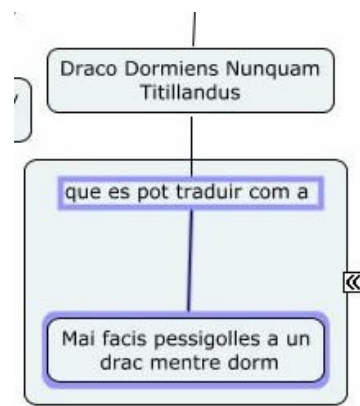 Draco Dormiens Nunquam
Titillandus
que es pot traduir com a
Mai facis pessigolles a un
drac mentre dorm